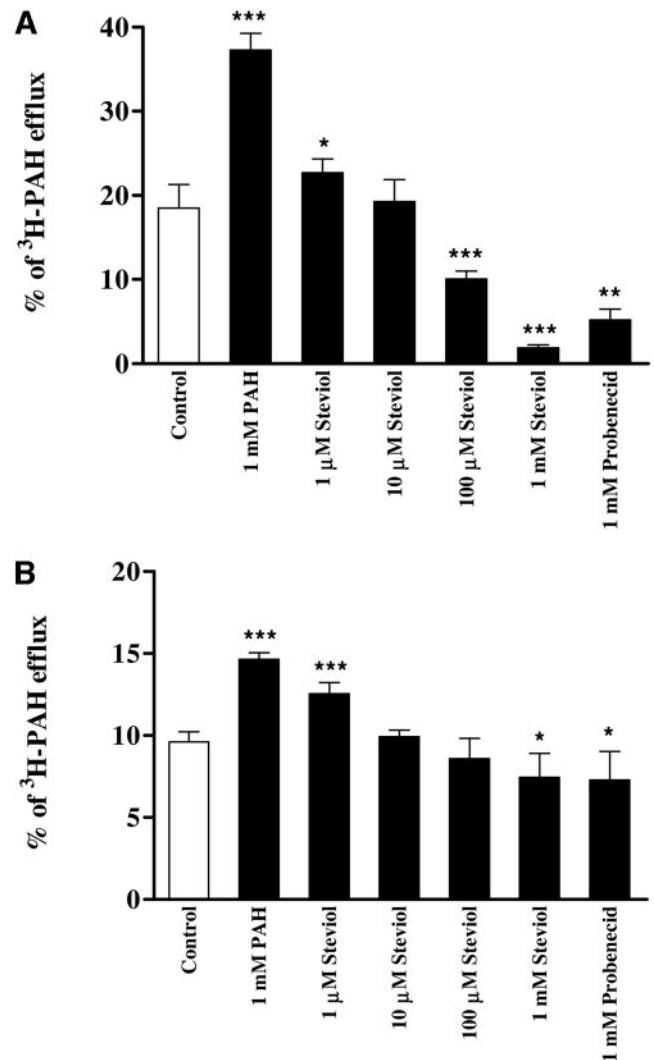 A
% of ³H-PAH efflux
40
30
20
10
0
***
*
***
***
**
Control
1 mM PAH
1 μM Steviol
10 μM Steviol
100 μM Steviol
1 mM Steviol
1 mM Probenecid
B
% of ³H-PAH efflux
20
15
10
5
0
***
***
*
*
Control
1 mM PAH
1 μM Steviol
10 μM Steviol
100 μM Steviol
1 mM Steviol
1 mM Probenecid